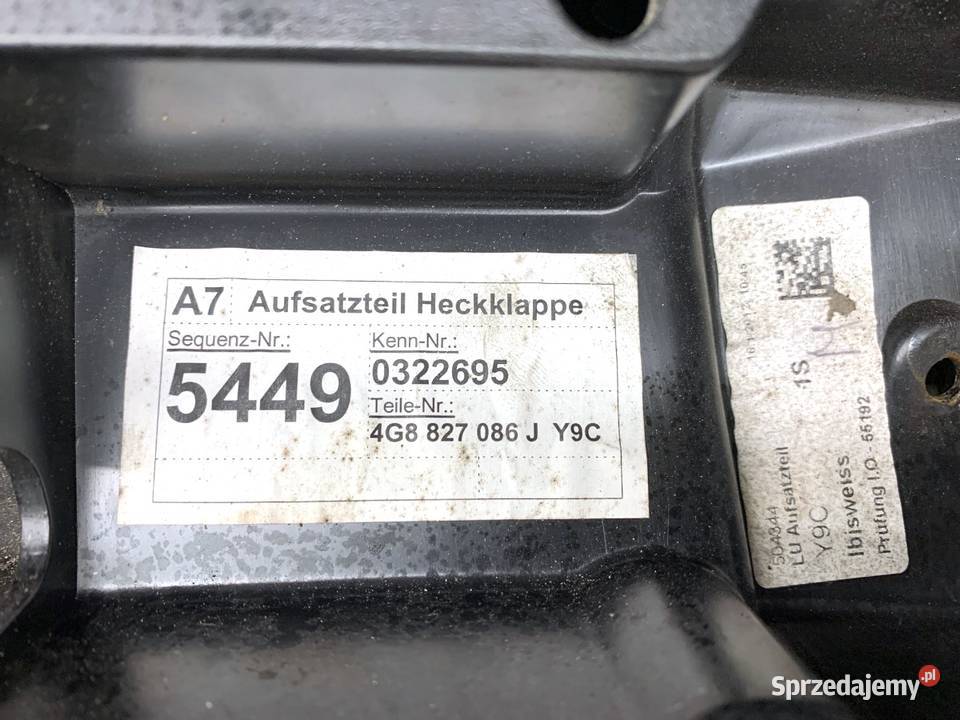 A7 Aufsatzteil Heckklappe
Sequenz-Nr.:
5449
Kenn-Nr.:
0322695
Teile-Nr.:
4G8 827 086 J Y9C
504344
LU Aufsatzteil
1S
Y9C
Ibisweiss
Prüfung I.O - 55192
Sprzedajemy.pl